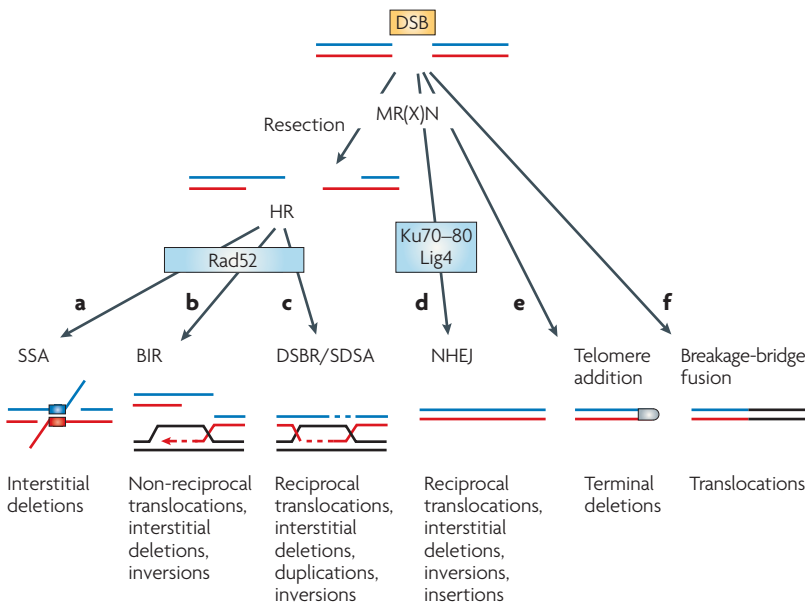 DSB
MR(X)N
Resection
HR
Ku70–80
Lig4
Rad52
a
b
c
d
e
f
SSA
BIR
DSBR/SDSA
NHEJ
Telomere
addition
Breakage-bridge
fusion
Interstitial
deletions
Non-reciprocal
translocations,
interstitial
deletions,
inversions
Reciprocal
translocations,
interstitial
deletions,
duplications,
inversions
Reciprocal
translocations,
interstitial
deletions,
inversions,
insertions
Terminal
deletions
Translocations